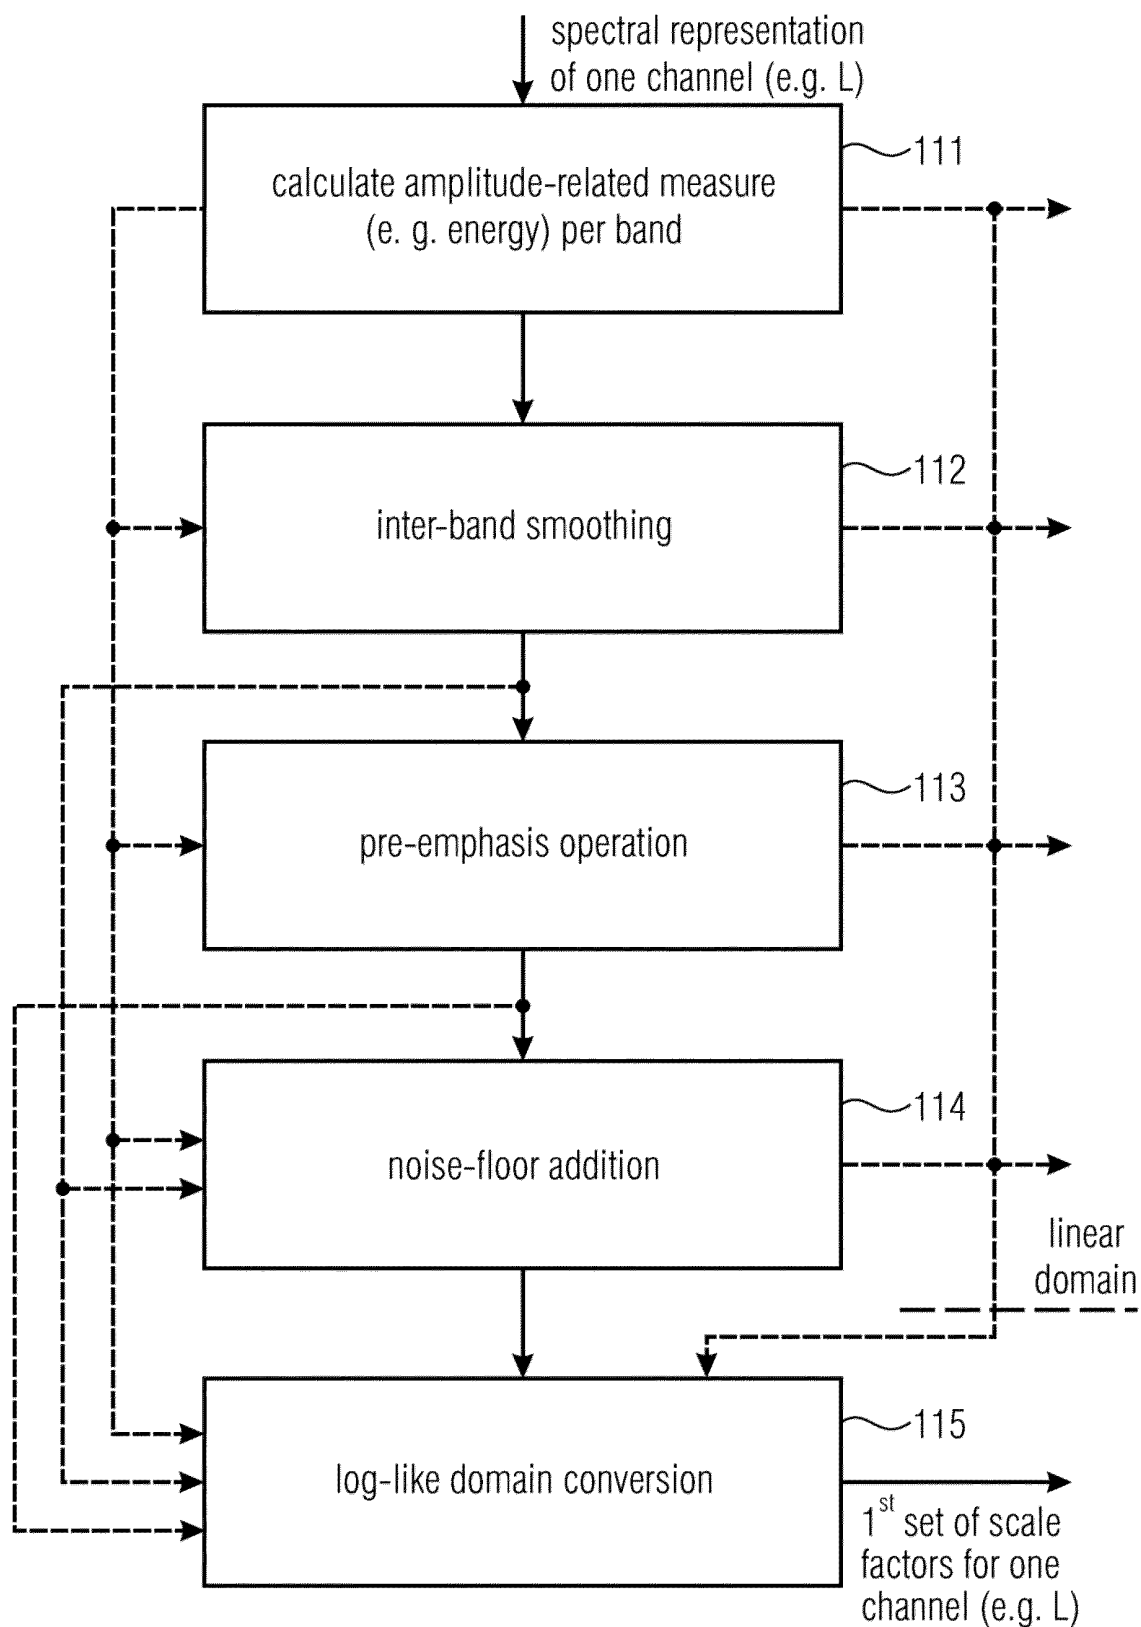 spectral representation
of one channel (e.g. L)
111
calculate amplitude-related measure
(e. g. energy) per band
112
inter-band smoothing
113
pre-emphasis operation
114
noise-floor addition
linear
domain
115
log-like domain conversion
1st set of scale
factors for one
channel (e.g. L)